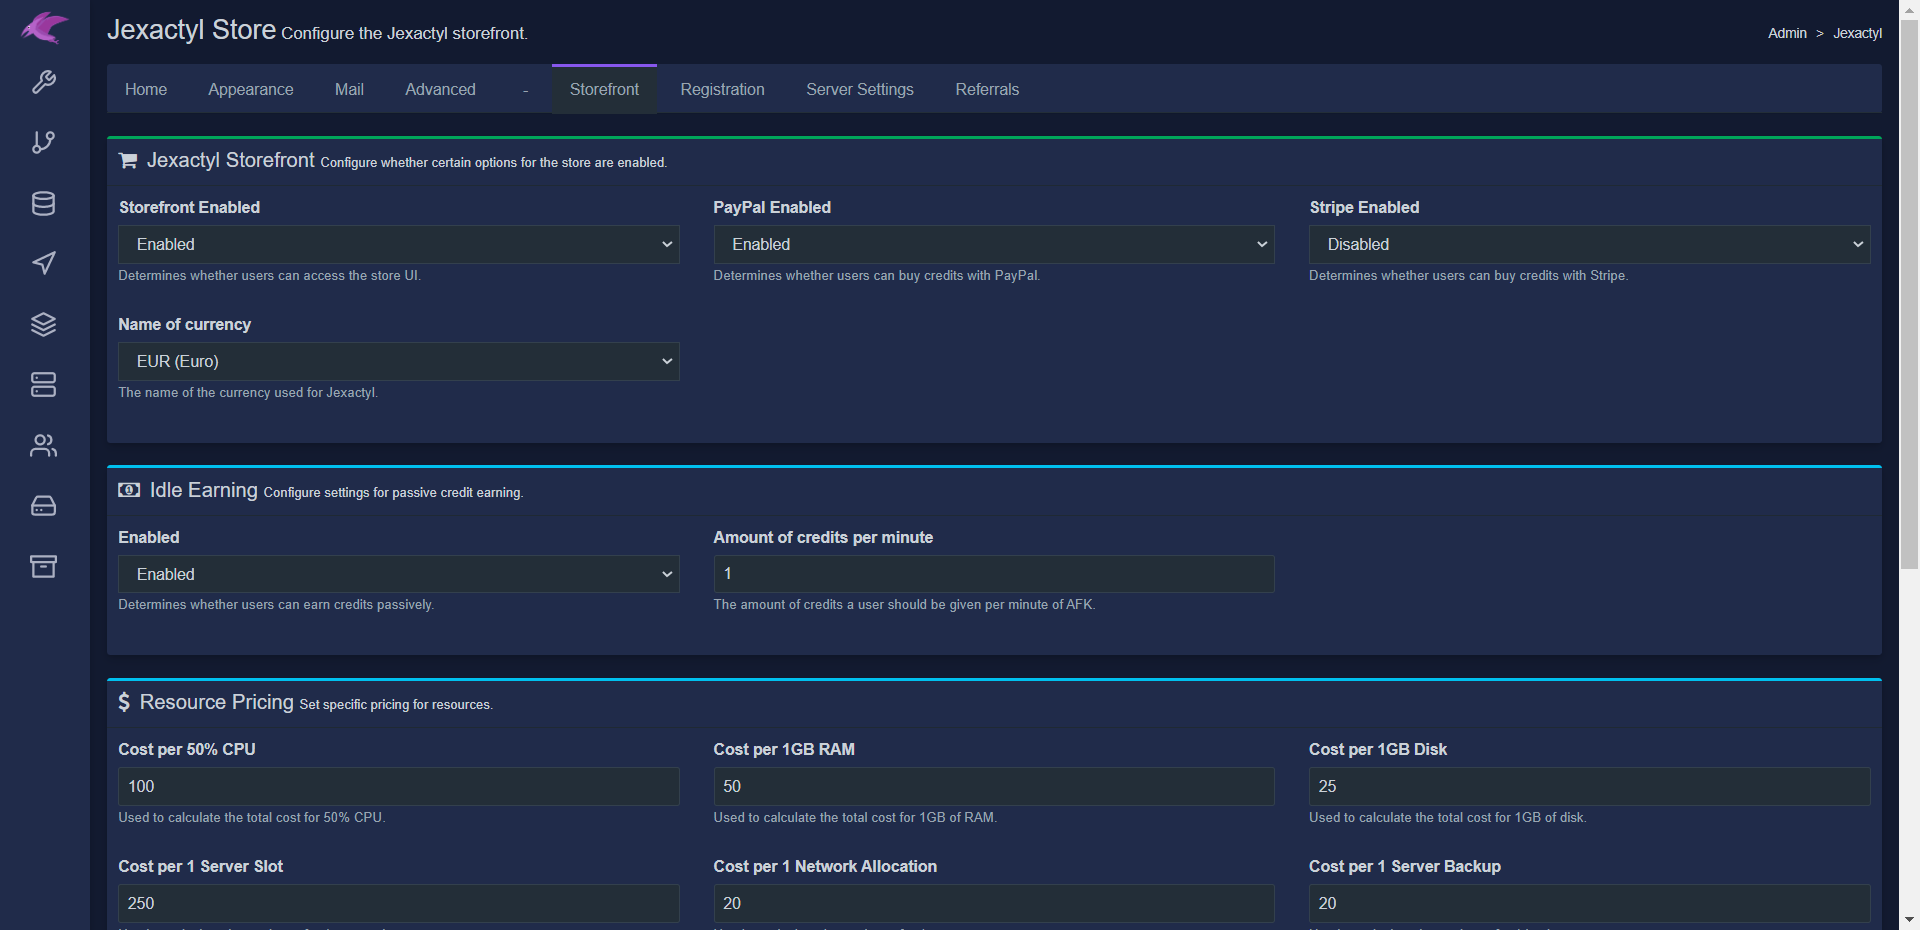 Jexactyl Store Configure the Jexactyl storefront.
Admin > Jexactyl
Home Appearance Mail Advanced - Storefront Registration Server Settings Referrals
Jexactyl Storefront Configure whether certain options for the store are enabled.
Storefront Enabled
Enabled
Determines whether users can access the store UI.
PayPal Enabled
Enabled
Determines whether users can buy credits with PayPal.
Stripe Enabled
Disabled
Determines whether users can buy credits with Stripe.
Name of currency
EUR (Euro)
The name of the currency used for Jexactyl.
Idle Earning Configure settings for passive credit earning.
Enabled
Enabled
Determines whether users can earn credits passively.
Amount of credits per minute
1
The amount of credits a user should be given per minute of AFK.
$ Resource Pricing Set specific pricing for resources.
Cost per 50% CPU
100
Used to calculate the total cost for 50% CPU.
Cost per 1GB RAM
50
Used to calculate the total cost for 1GB of RAM.
Cost per 1GB Disk
25
Used to calculate the total cost for 1GB of disk.
Cost per 1 Server Slot
250
Cost per 1 Network Allocation
20
Cost per 1 Server Backup
20